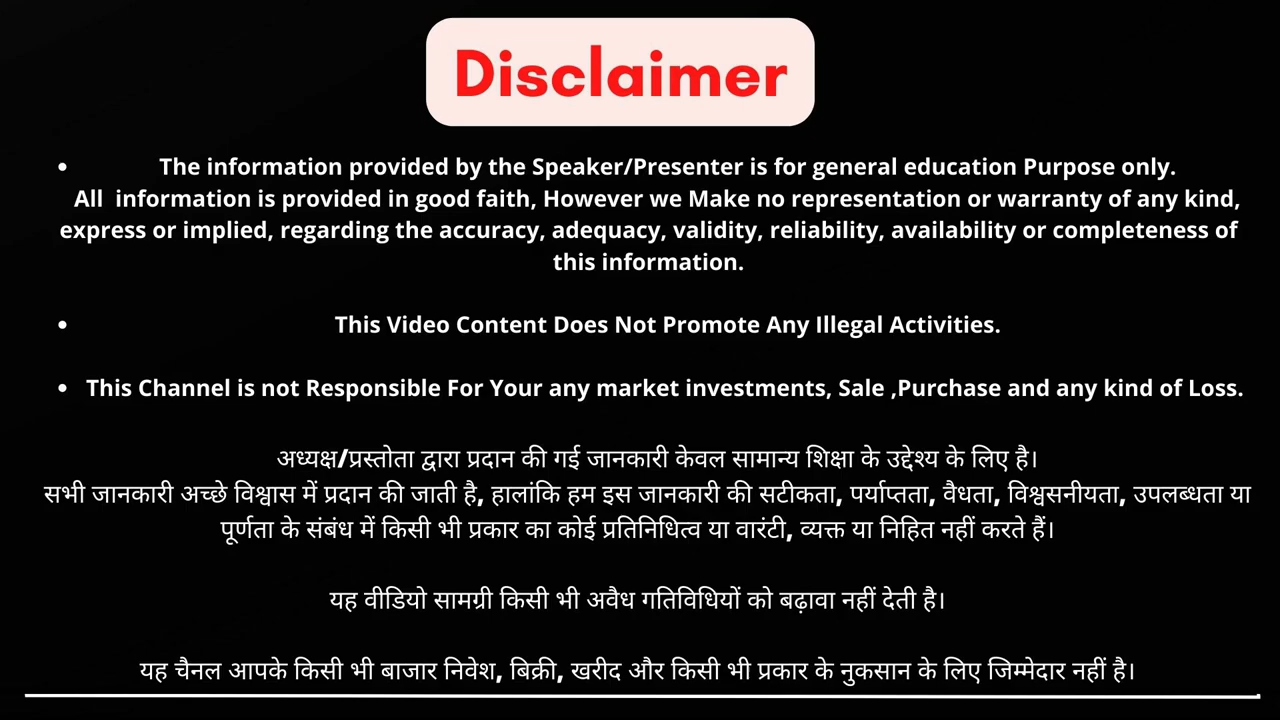 Disclaimer
• The information provided by the Speaker/Presenter is for general education Purpose only.
All information is provided in good faith, However we Make no representation or warranty of any kind,
express or implied, regarding the accuracy, adequacy, validity, reliability, availability or completeness of
this information.
• This Video Content Does Not Promote Any Illegal Activities.
• This Channel is not Responsible For Your any market investments, Sale ,Purchase and any kind of Loss.
अध्यक्ष/प्रस्तोता द्वारा प्रदान की गई जानकारी केवल सामान्य शिक्षा के उद्देश्य के लिए है।
सभी जानकारी अच्छे विश्वास में प्रदान की जाती है, हालांकि हम इस जानकारी की सटीकता, पर्याप्तता, वैधता, विश्वसनीयता, उपलब्धता या
पूर्णता के संबंध में किसी भी प्रकार का कोई प्रतिनिधित्व या वारंटी, व्यक्त या निहित नहीं करते हैं।
यह वीडियो सामग्री किसी भी अवैध गतिविधियों को बढ़ावा नहीं देती है।
यह चैनल आपके किसी भी बाजार निवेश, बिक्री, खरीद और किसी भी प्रकार के नुकसान के लिए जिम्मेदार नहीं है।